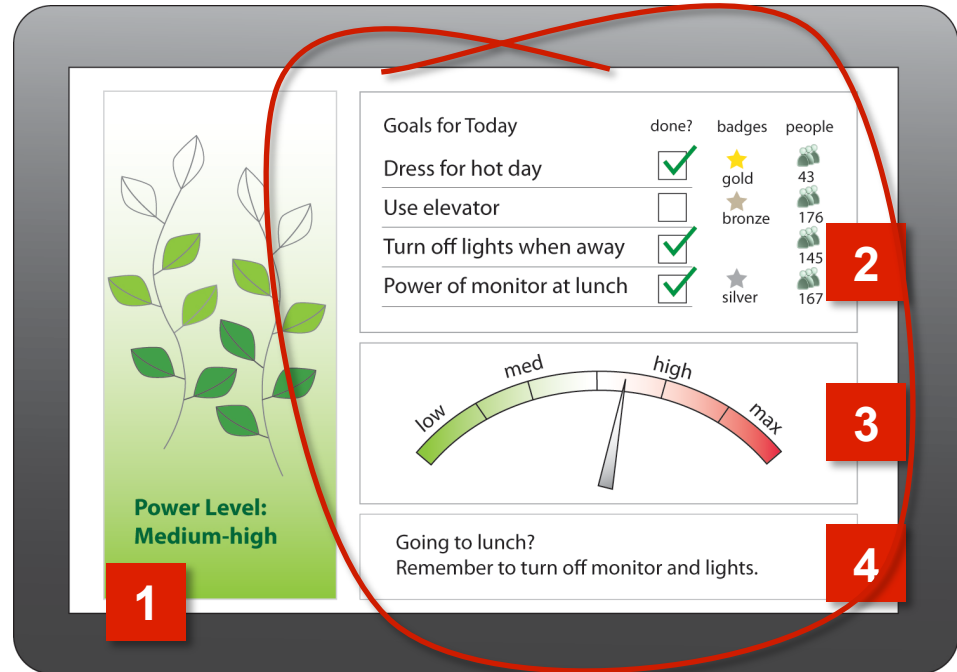 Goals for Today done? badges people
Dress for hot day gold 43
Use elevator bronze 176
Turn off lights when away 145
Power of monitor at lunch silver 167
2
low med high max
3
Power Level:
Medium-high
1
Going to lunch?
Remember to turn off monitor and lights.
4